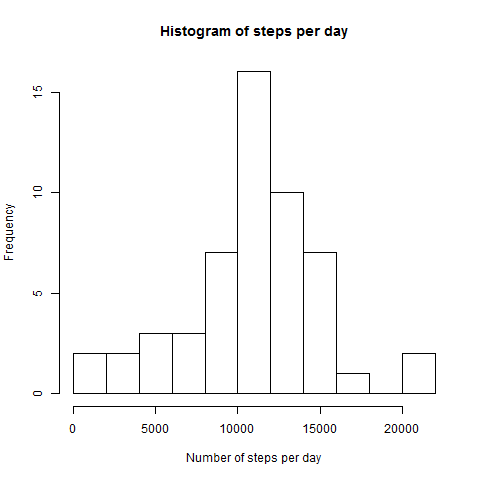 Histogram of steps per day
Frequency
15
10
5
0
0 5000 10000 15000 20000
Number of steps per day